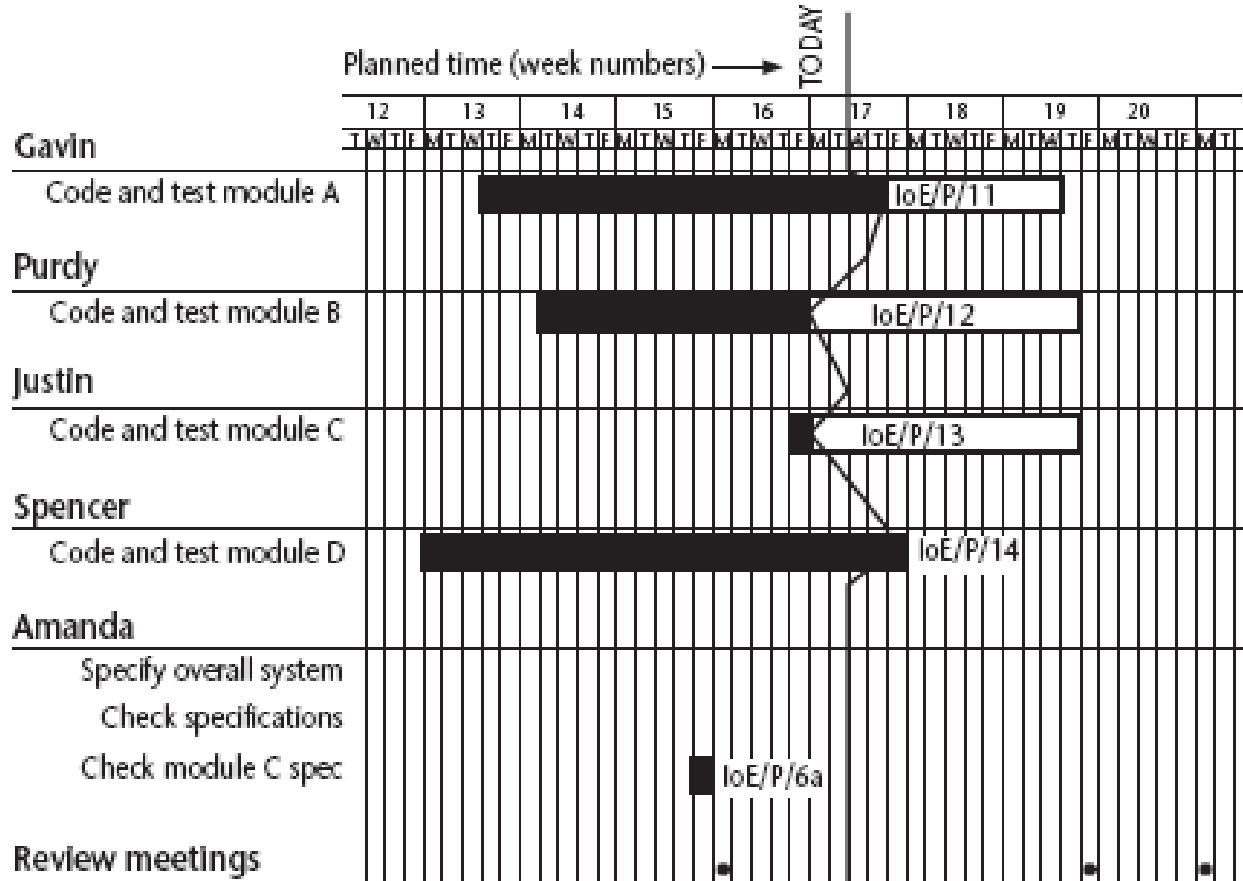 TODAY
Planned time (week numbers)
12 13 14 15 16 17 18 19 20
T W T F M T W T F M T W T F M T W T F M T W T F M T W T F M T W T F M T W T F M T W T F M T
Gavin
Code and test module A IoE/P/11
Purdy
Code and test module B IoE/P/12
Justin
Code and test module C IoE/P/13
Spencer
Code and test module D IoE/P/14
Amanda
Specify overall system
Check specifications
Check module C spec IoE/P/6a
Review meetings